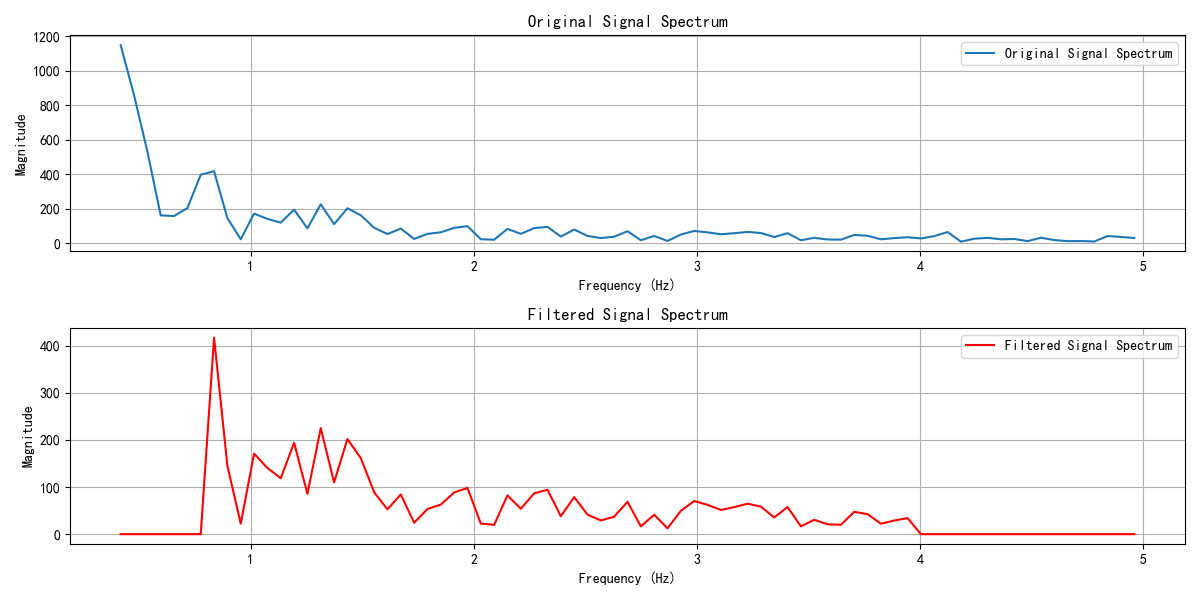 Original Signal Spectrum
1200
1000
800
600
400
200
0
Magnitude
Original Signal Spectrum
1 2 3 4 5
Frequency (Hz)
Filtered Signal Spectrum
400
300
200
100
0
Magnitude
Filtered Signal Spectrum
1 2 3 4 5
Frequency (Hz)